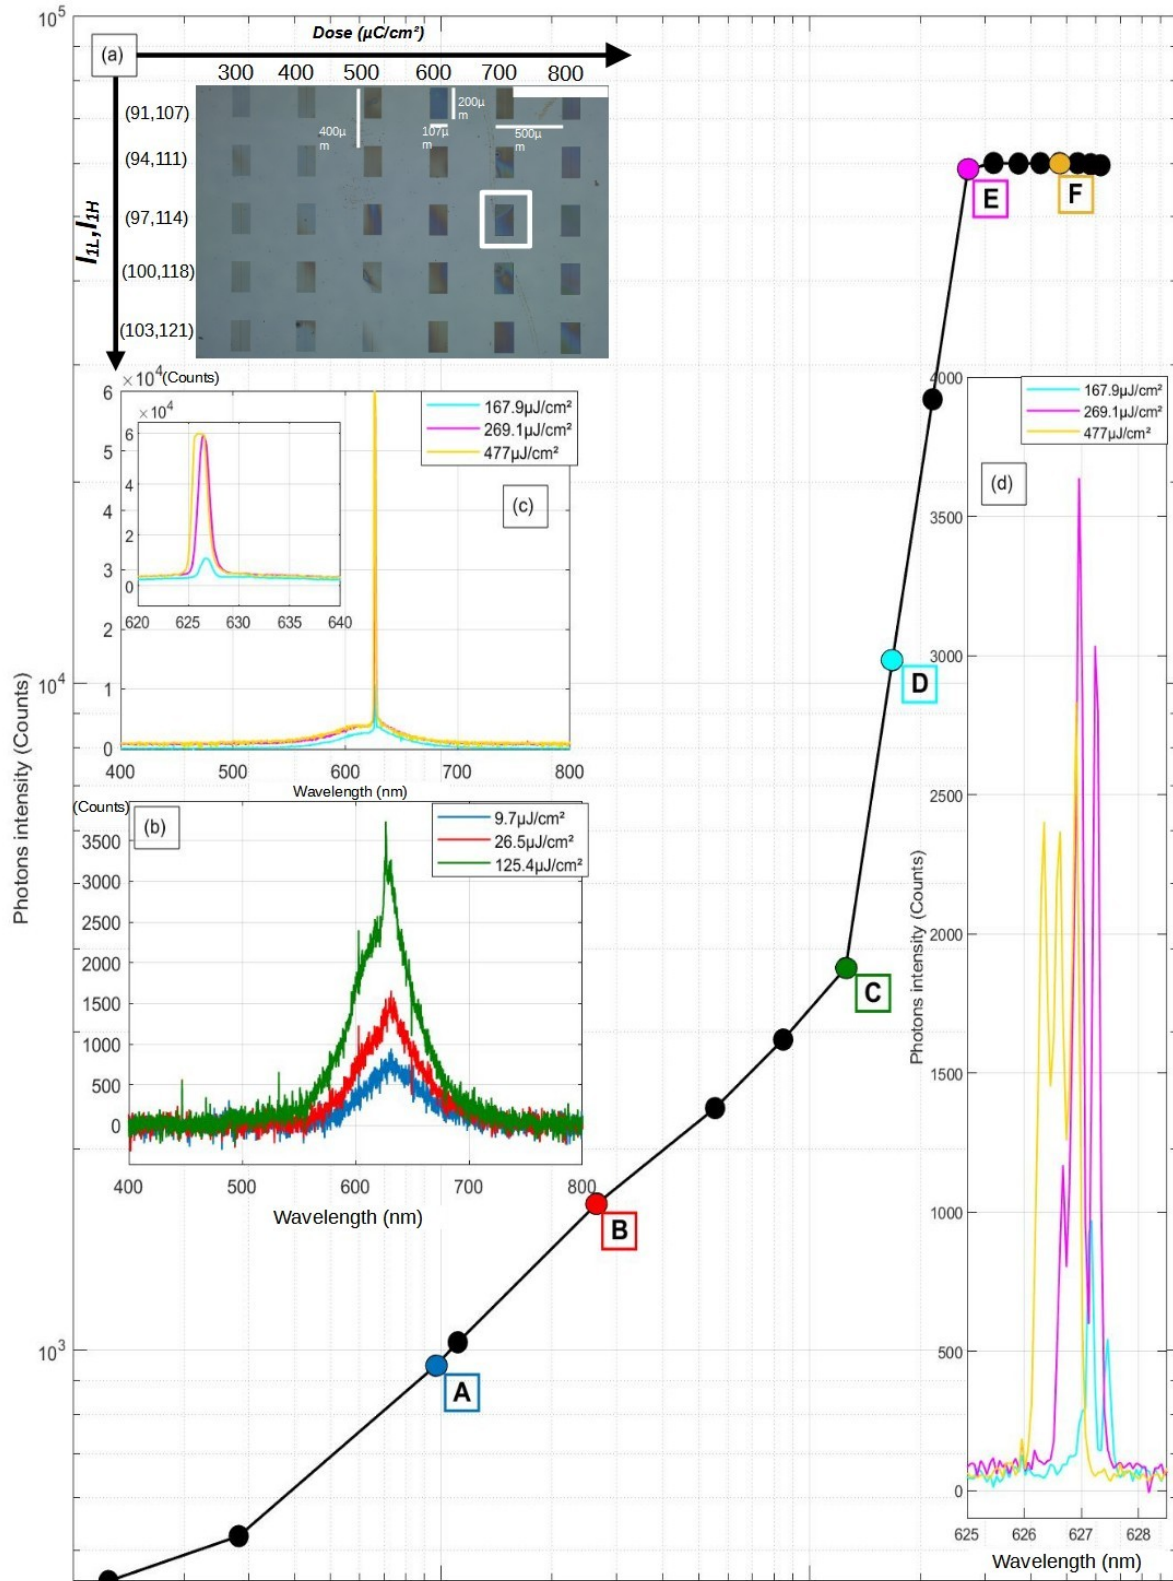 10⁵
(a)
Dose (µC/cm²)
300 400 500 600 700 800
I1L,I1H
(91,107)
(94,111)
(97,114)
(100,118)
(103,121)
400µ
m
107µ
m
200µ
m
500µ
m
E
F
×10⁴(Counts)
6
3
2
1
0
400 500 600 700 800
Wavelength (nm)
167.9µJ/cm²
269.1µJ/cm²
477µJ/cm²
(c)
×10⁴
6
4
2
0
620 625 630 635 640
Photons intensity (Counts)
10⁴
D
(Counts)
(b)
9.7µJ/cm²
26.5µJ/cm²
125.4µJ/cm²
3500
3000
2500
2000
1500
1000
500
0
400 500 600 700 800
Wavelength (nm)
C
B
10³
A
4000
167.9µJ/cm²
269.1µJ/cm²
477µJ/cm²
(d)
3500
3000
2500
2000
1500
1000
500
0
Photons intensity (Counts)
625 626 627 628
Wavelength (nm)